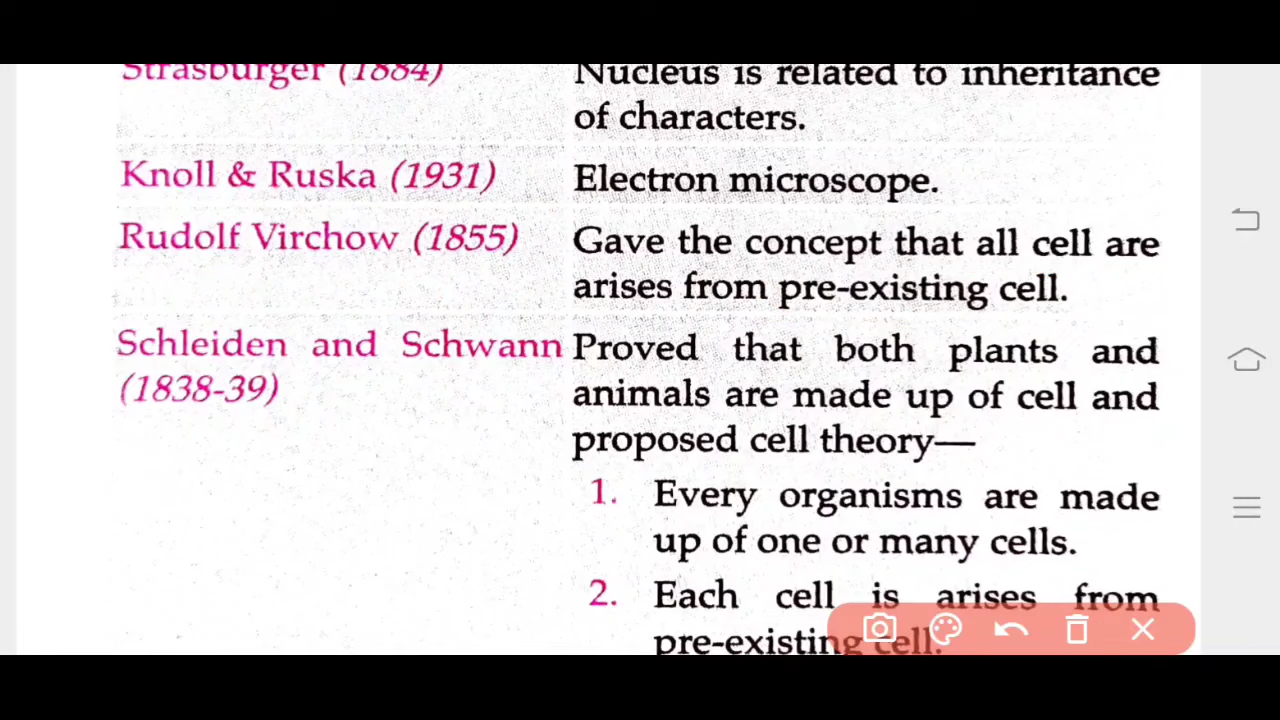 Strasburger (1884) Nucleus is related to inheritance
of characters.
Knoll & Ruska (1931) Electron microscope.
Rudolf Virchow (1855) Gave the concept that all cell are
arises from pre-existing cell.
Schleiden and Schwann Proved that both plants and
(1838-39) animals are made up of cell and
proposed cell theory—
1. Every organisms are made
up of one or many cells.
2. Each cell is arises from
pre-existing cell.